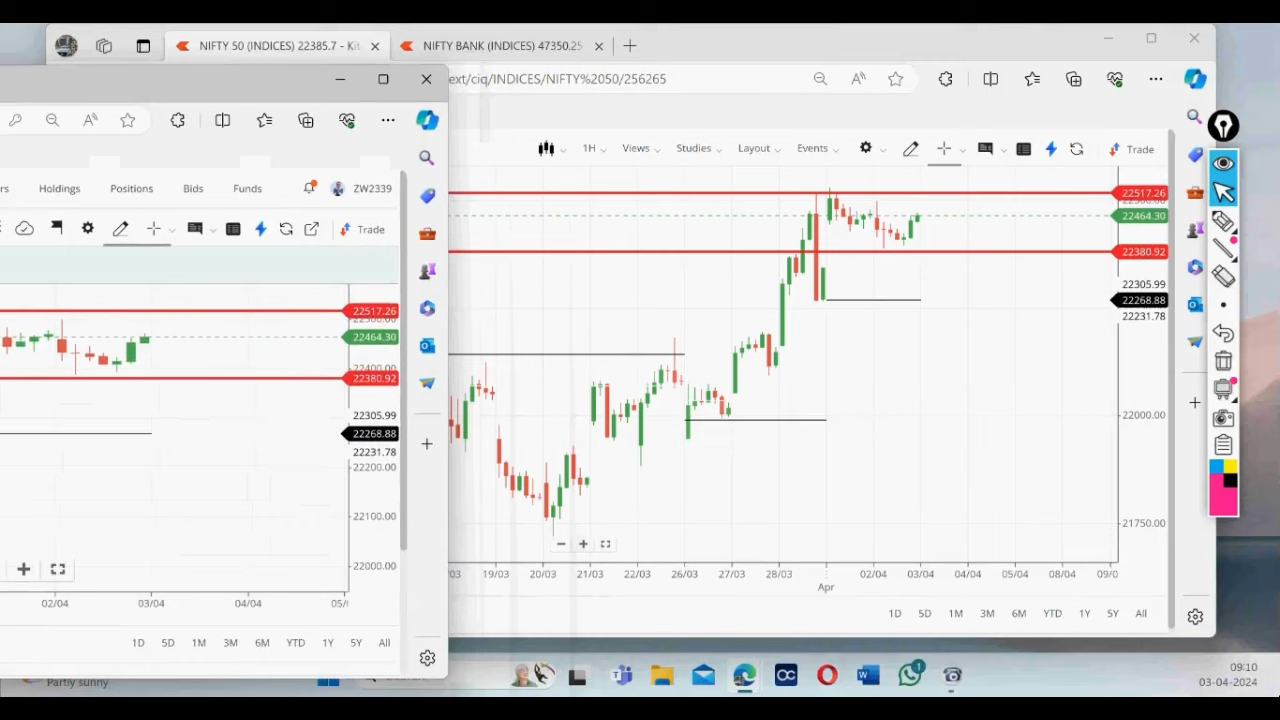 NIFTY 50 (INDICES) 22385.7 - Kit
NIFTY BANK (INDICES) 47350.25
ext/ciq/INDICES/NIFTY%2050/256265
1H
Views
Studies
Layout
Events
Trade
Holdings
Positions
Bids
Funds
ZW2339
Trade
22517.26
22464.30
22400.00
22380.92
22305.99
22268.88
22231.78
22200.00
22100.00
22000.00
02/04
03/04
04/04
1D 5D 1M 3M 6M YTD 1Y 5Y All
22517.26
22464.30
22380.92
22305.99
22268.88
22231.78
22000.00
21750.00
/03 19/03 20/03 21/03 22/03 26/03 27/03 28/03 02/04 03/04 04/04 05/04 08/04 09/0
Apr
1D 5D 1M 3M 6M YTD 1Y 5Y All
Partly sunny
1
09:10
03-04-2024